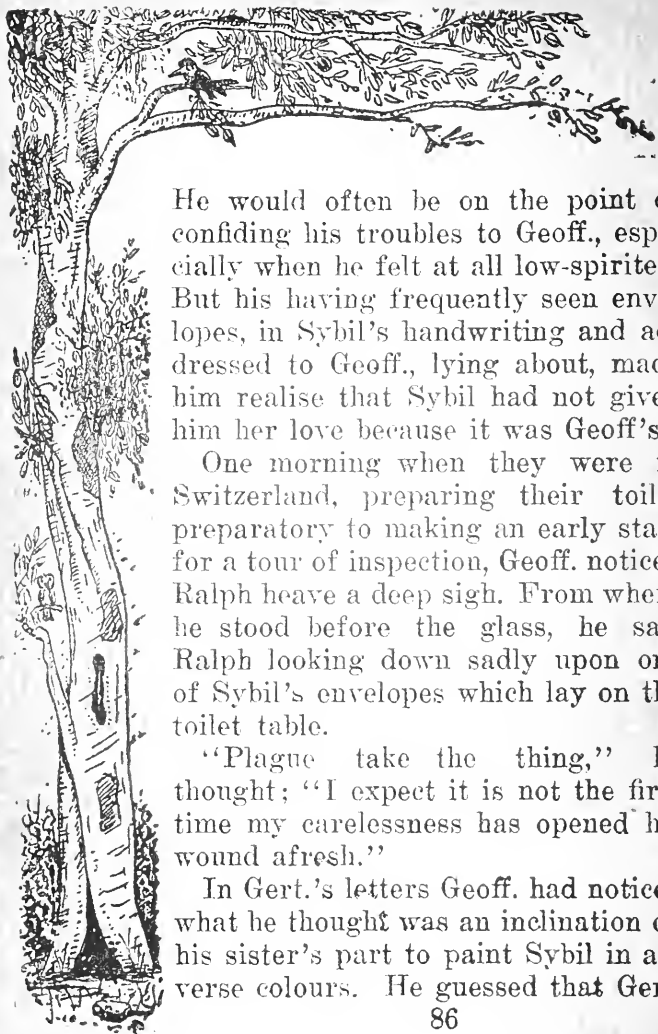 He would often be on the point
confiding his troubles to Geoff., esp
cially when he felt at all low-spirite
But his having frequently seen env
lopes, in Sybil's handwriting and a
dressed to Geoff., lying about, mad
him realise that Sybil had not give
him her love because it was Geoff's
One morning when they were
Switzerland, preparing their toil
preparatory to making an early sta
for a tour of inspection, Geoff. notice
Ralph heave a deep sigh. From wher
he stood before the glass, he sa
Ralph looking down sadly upon on
of Sybil's envelopes which lay on th
toilet table.
"Plague take the thing," h
thought; "I expect it is not the fir
time my carelessness has opened h
wound afresh."
In Gert.'s letters Geoff. had notice
what he thought was an inclination o
his sister's part to paint Sybil in a
verse colours. He guessed that Ger
86